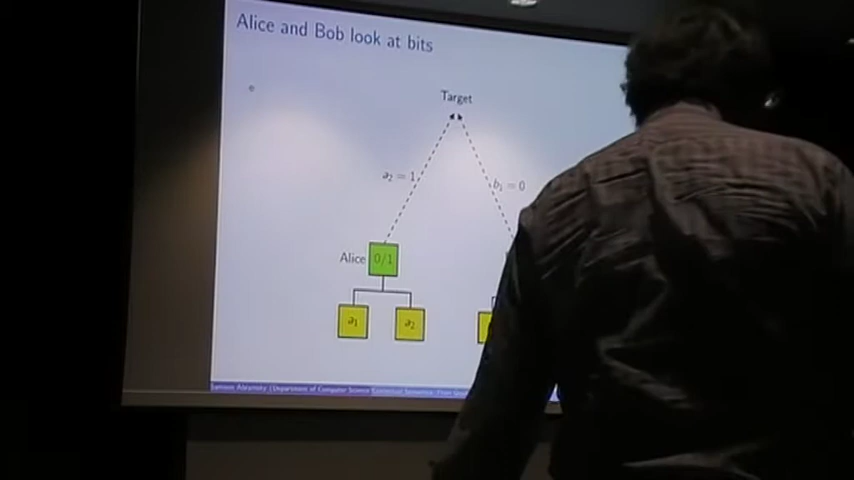 Alice and Bob look at bits
Target
a₂ = 1
b₁ = 0
Alice 0/1
a₁
a₂